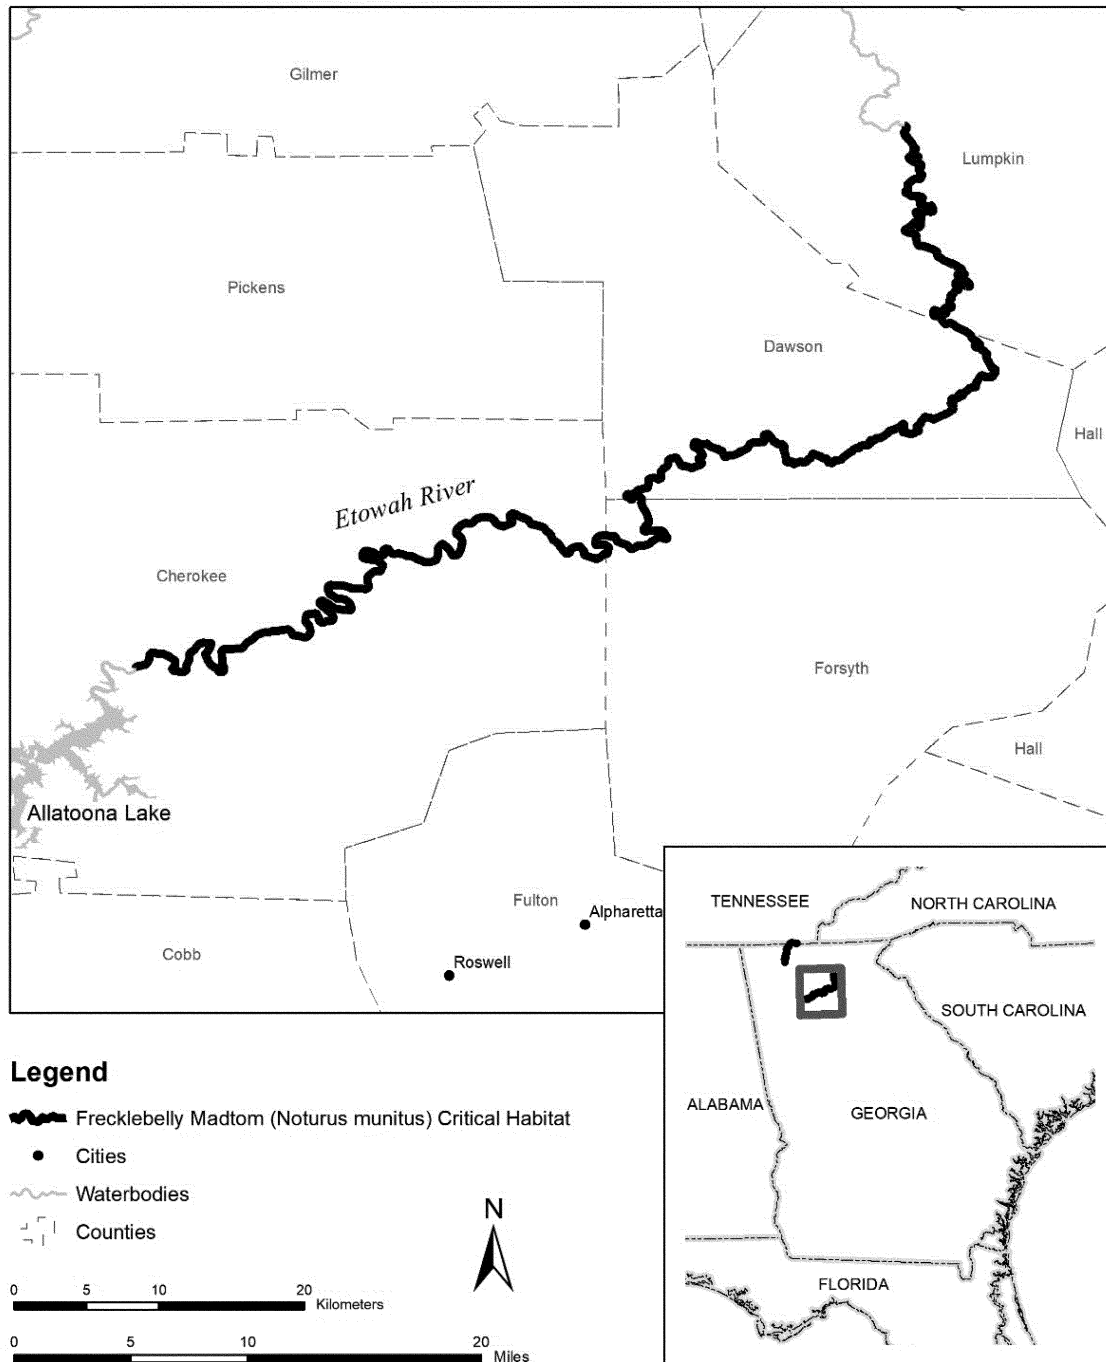 Gilmer
Lumpkin
Pickens
Dawson
Hall
Etowah River
Cherokee
Forsyth
Hall
Allatoona Lake
Fulton
Alpharetta
Cobb
Roswell
TENNESSEE
NORTH CAROLINA
SOUTH CAROLINA
ALABAMA
GEORGIA
FLORIDA
Legend
Frecklebelly Madtom (Noturus munitus) Critical Habitat
Cities
Waterbodies
Counties
N
0 5 10 20
Kilometers
0 5 10 20
Miles